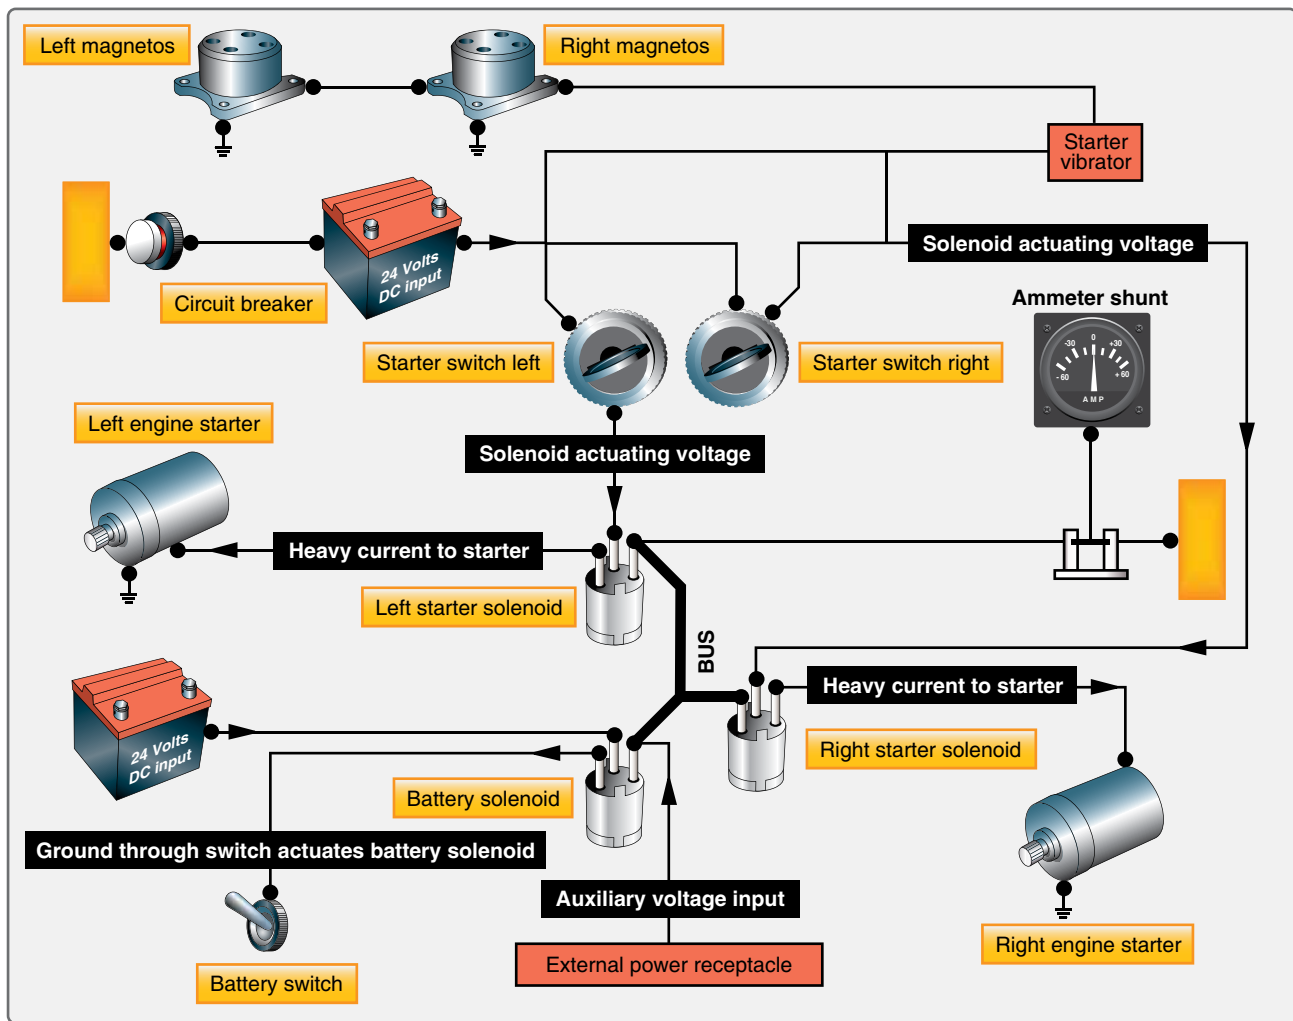 Left magnetos
Right magnetos
Starter
vibrator
24 Volts
DC input
Solenoid actuating voltage
Circuit breaker
Ammeter shunt
-60
-30
0
+30
+60
AMP
Starter switch left
Starter switch right
Left engine starter
Solenoid actuating voltage
Heavy current to starter
Left starter solenoid
BUS
Heavy current to starter
24 Volts
DC input
Right starter solenoid
Battery solenoid
Ground through switch actuates battery solenoid
Auxiliary voltage input
Right engine starter
External power receptacle
Battery switch